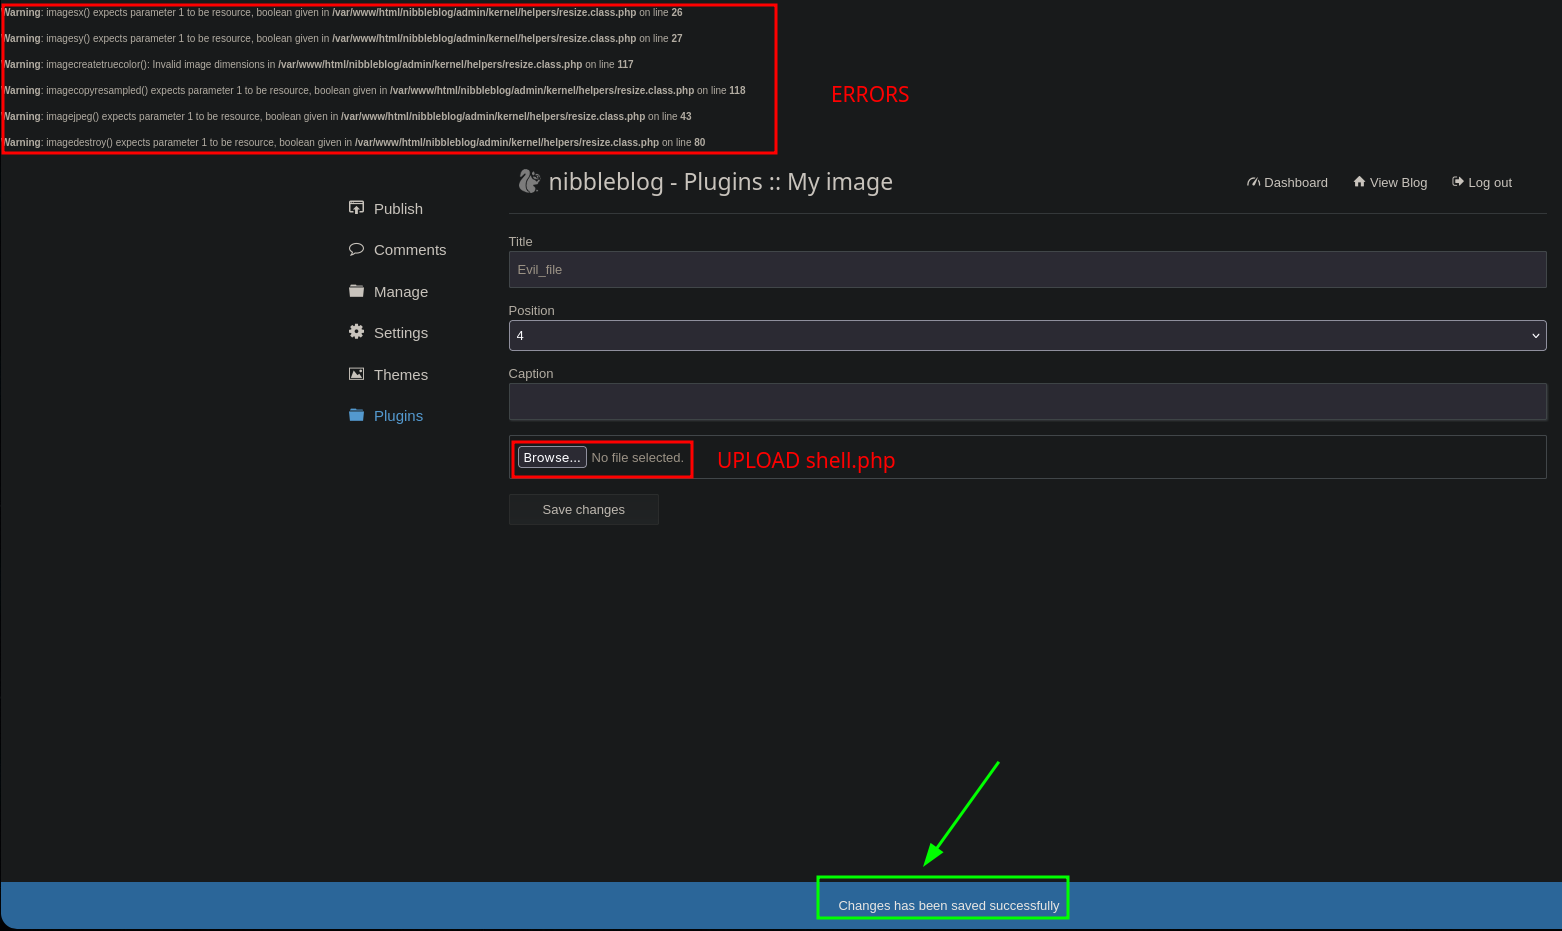 Warning: imagesx() expects parameter 1 to be resource, boolean given in /var/www/html/nibbleblog/admin/kernel/helpers/resize.class.php on line 26
Warning: imagesy() expects parameter 1 to be resource, boolean given in /var/www/html/nibbleblog/admin/kernel/helpers/resize.class.php on line 27
Warning: imagecreatetruecolor(): Invalid image dimensions in /var/www/html/nibbleblog/admin/kernel/helpers/resize.class.php on line 117
Warning: imagecopyresampled() expects parameter 1 to be resource, boolean given in /var/www/html/nibbleblog/admin/kernel/helpers/resize.class.php on line 118
ERRORS
Warning: imagejpeg() expects parameter 1 to be resource, boolean given in /var/www/html/nibbleblog/admin/kernel/helpers/resize.class.php on line 43
Warning: imagedestroy() expects parameter 1 to be resource, boolean given in /var/www/html/nibbleblog/admin/kernel/helpers/resize.class.php on line 80
nibbleblog - Plugins :: My image
Dashboard
View Blog
Log out
Publish
Comments
Manage
Settings
Themes
Plugins
Title
Evil_file
Position
4
Caption
Browse... No file selected.
UPLOAD shell.php
Save changes
Changes has been saved successfully